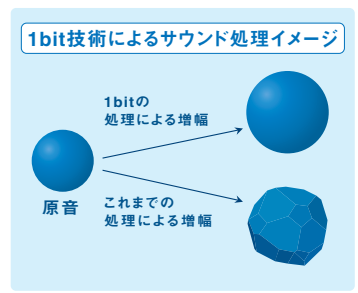 1bit技術によるサウンド処理イメージ
1bitの
処理による増幅
原音
これまでの
処理による増幅